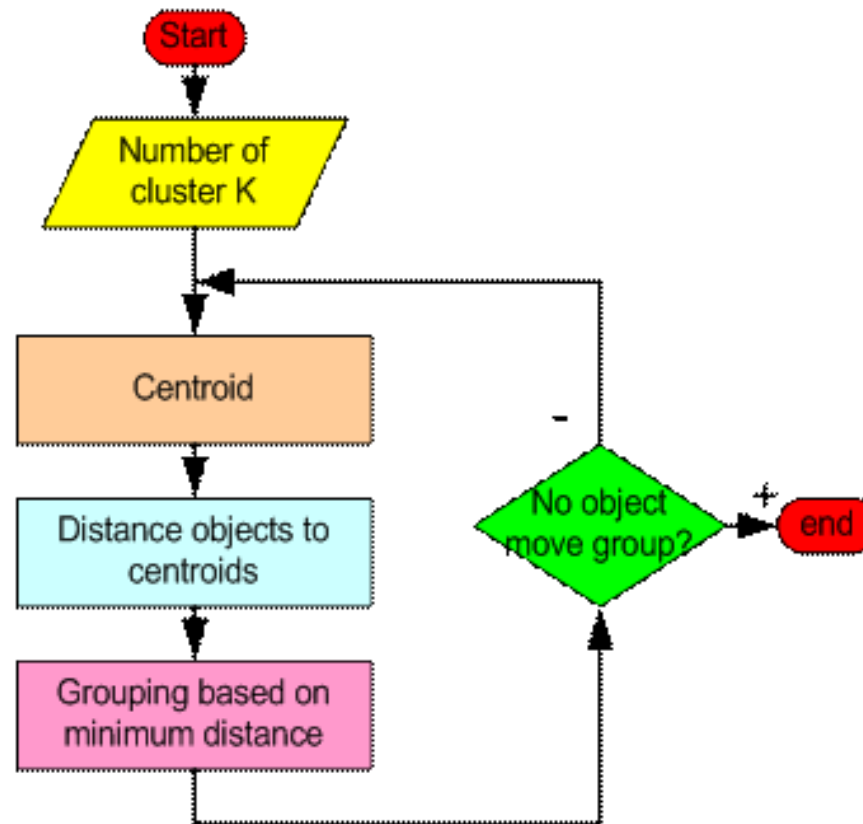 Start
Number of
cluster K
Centroid
-
Distance objects to
centroids
No object
move group?
+
end
Grouping based on
minimum distance